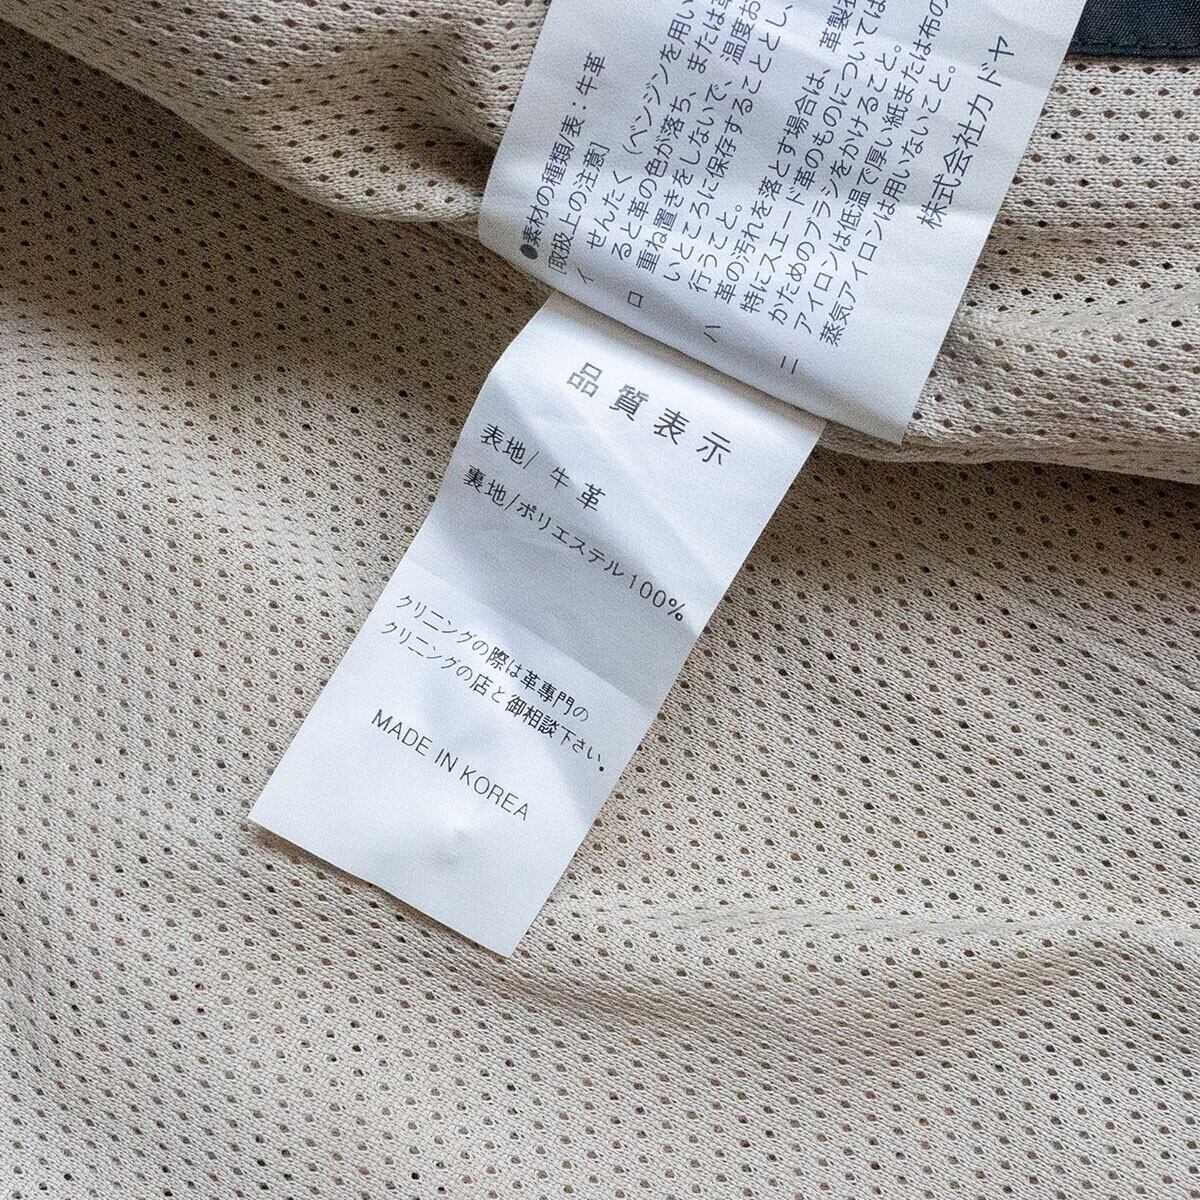 ●素材の種類 表:牛革
[取扱上の注意]
イ せんたく(ベンジンを用い
ると革の色が落ち、または革
ロ 重ね置きをしないで、温度お
いところに保存することとし、
行うこと。
ハ 革の汚れを落とす場合は、革製
特にスエード革のものについては
かためのブラシをかけること。
ニ アイロンは低温で厚い紙または布の
蒸気アイロンは用いないこと。
株式会社カドヤ
品質表示
表地/ 牛革
裏地/ポリエステル100%
クリニングの際は革専門の
クリニングの店と御相談下さい。
MADE IN KOREA